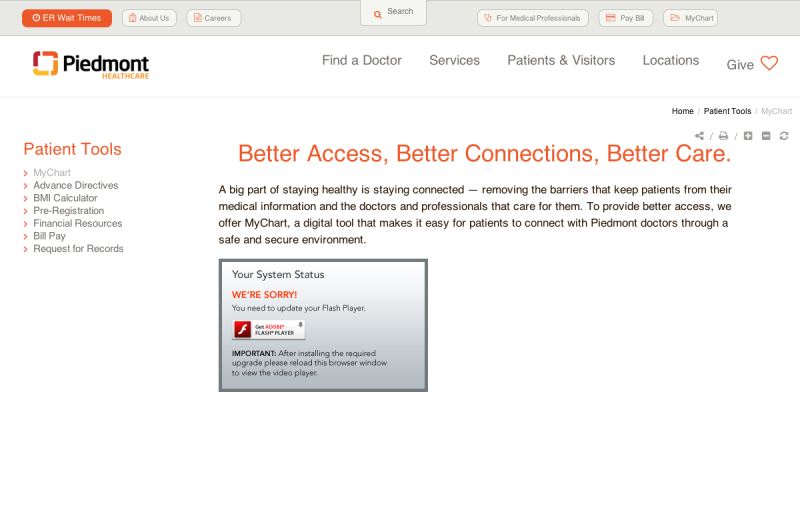 ER Wait Times
About Us
Careers
Search
For Medical Professionals
Pay Bill
MyChart
Piedmont
HEALTHCARE
Find a Doctor
Services
Patients & Visitors
Locations
Give
Home / Patient Tools / MyChart
/ /
Patient Tools
MyChart
Advance Directives
BMI Calculator
Pre-Registration
Financial Resources
Bill Pay
Request for Records
Better Access, Better Connections, Better Care.
A big part of staying healthy is staying connected — removing the barriers that keep patients from their
medical information and the doctors and professionals that care for them. To provide better access, we
offer MyChart, a digital tool that makes it easy for patients to connect with Piedmont doctors through a
safe and secure environment.
Your System Status
WE'RE SORRY!
You need to update your Flash Player.
Get ADOBE®
FLASH® PLAYER
IMPORTANT: After installing the required
upgrade please reload this browser window
to view the video player.